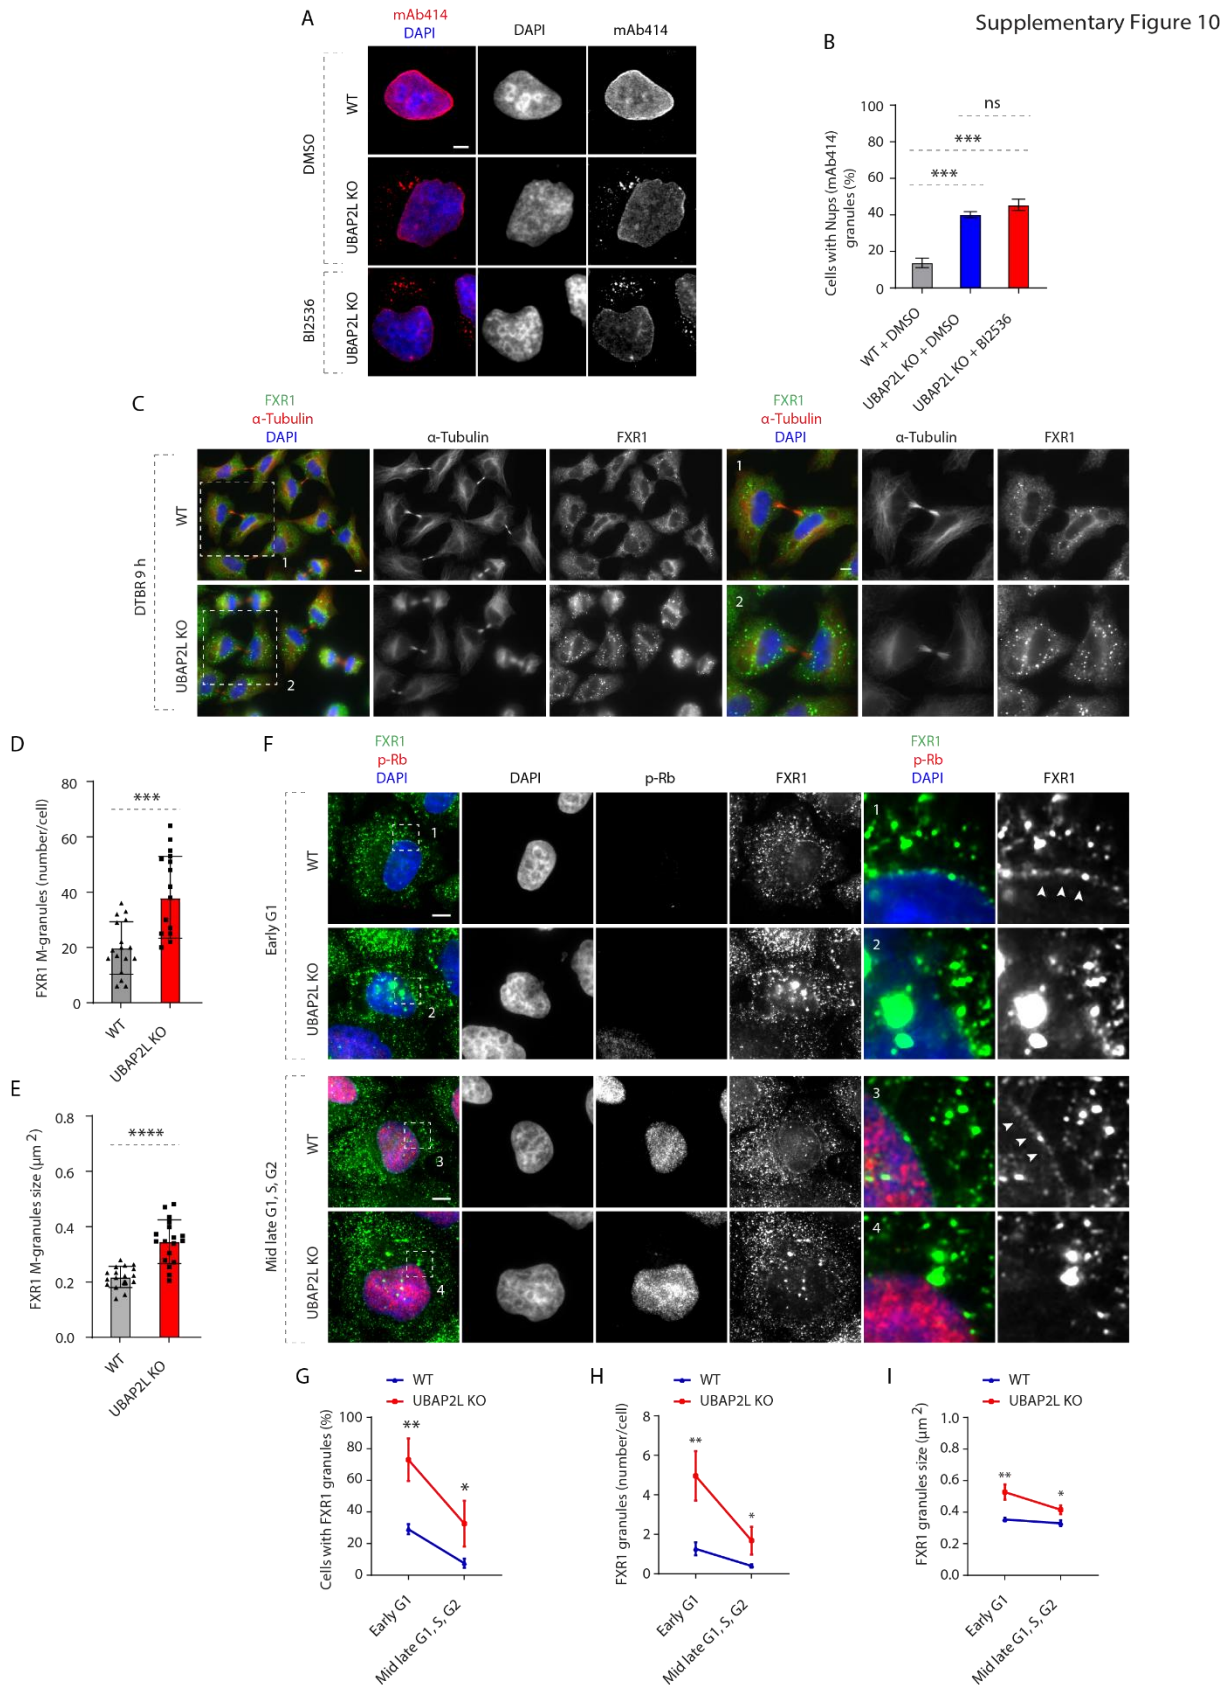 Supplementary Figure 10
A
mAb414
DAPI
DAPI
mAb414
DMSO
WT
UBAP2L KO
BI2536
UBAP2L KO
B
Cells with Nups (mAb414)
granules (%)
100
80
60
40
20
0
ns
***
***
WT + DMSO
UBAP2L KO + DMSO
UBAP2L KO + BI2536
C
FXR1
α-Tubulin
DAPI
α-Tubulin
FXR1
FXR1
α-Tubulin
DAPI
α-Tubulin
FXR1
DTBR 9 h
WT
UBAP2L KO
1
1
2
2
D
FXR1 M-granules (number/cell)
80
60
40
20
0
***
WT
UBAP2L KO
E
FXR1 M-granules size (µm 2)
0.8
0.6
0.4
0.2
0.0
****
WT
UBAP2L KO
F
FXR1
p-Rb
DAPI
DAPI
p-Rb
FXR1
FXR1
p-Rb
DAPI
FXR1
Early G1
WT
UBAP2L KO
1
1
2
2
Mid late G1, S, G2
WT
UBAP2L KO
3
3
4
4
G
WT
UBAP2L KO
Cells with FXR1 granules (%)
100
80
60
40
20
0
**
*
Early G1
Mid late G1, S, G2
H
WT
UBAP2L KO
FXR1 granules (number/cell)
8
6
4
2
0
**
*
Early G1
Mid late G1, S, G2
I
WT
UBAP2L KO
FXR1 granules size (µm 2)
1.0
0.8
0.6
0.4
0.2
0.0
**
*
Early G1
Mid late G1, S, G2